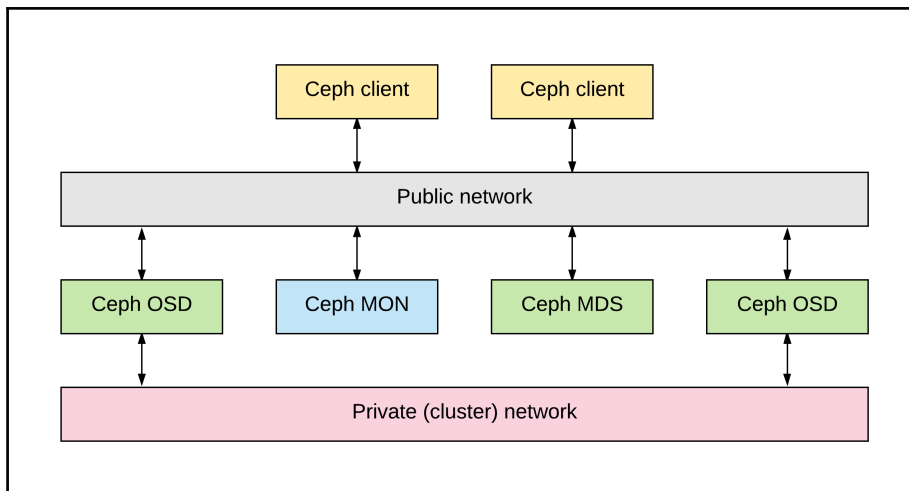 Ceph client
Ceph client
Public network
Ceph OSD
Ceph MON
Ceph MDS
Ceph OSD
Private (cluster) network